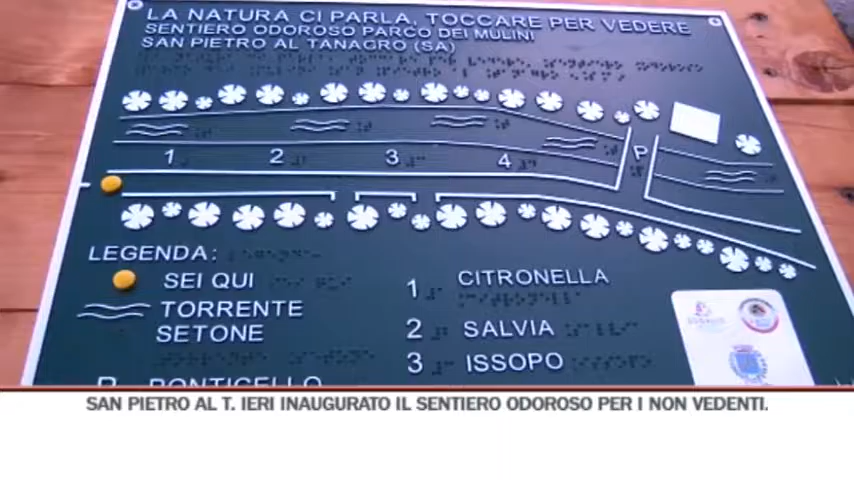 LA NATURA CI PARLA, TOCCARE PER VEDERE
SENTIERO ODOROSO PARCO DEI MULINI
SAN PIETRO AL TANAGRO (SA)
1 2 3 4 P
LEGENDA:
SEI QUI
TORRENTE
SETONE
P PONTICELLO
1 CITRONELLA
2 SALVIA
3 ISSOPO
SAN PIETRO AL T. IERI INAUGURATO IL SENTIERO ODOROSO PER I NON VEDENTI.